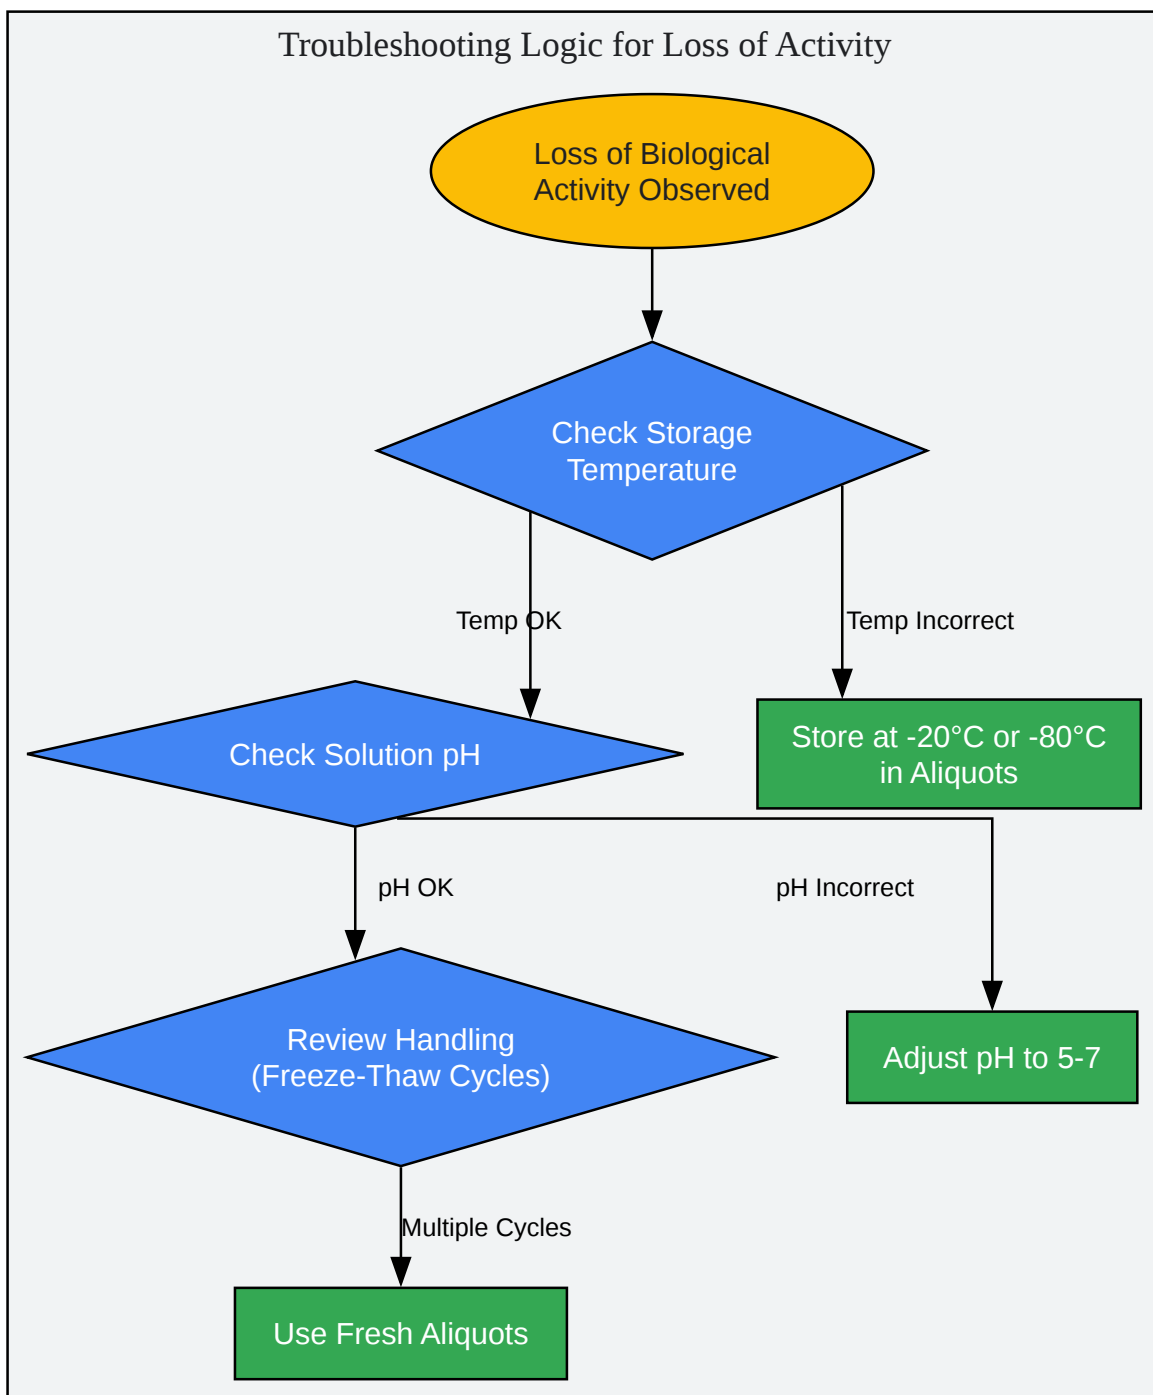 Troubleshooting Logic for Loss of Activity
Loss of Biological
Activity Observed
Check Storage
Temperature
Temp OK
Temp Incorrect
Check Solution pH
Store at -20°C or -80°C
in Aliquots
pH OK
pH Incorrect
Review Handling
(Freeze-Thaw Cycles)
Adjust pH to 5-7
Multiple Cycles
Use Fresh Aliquots